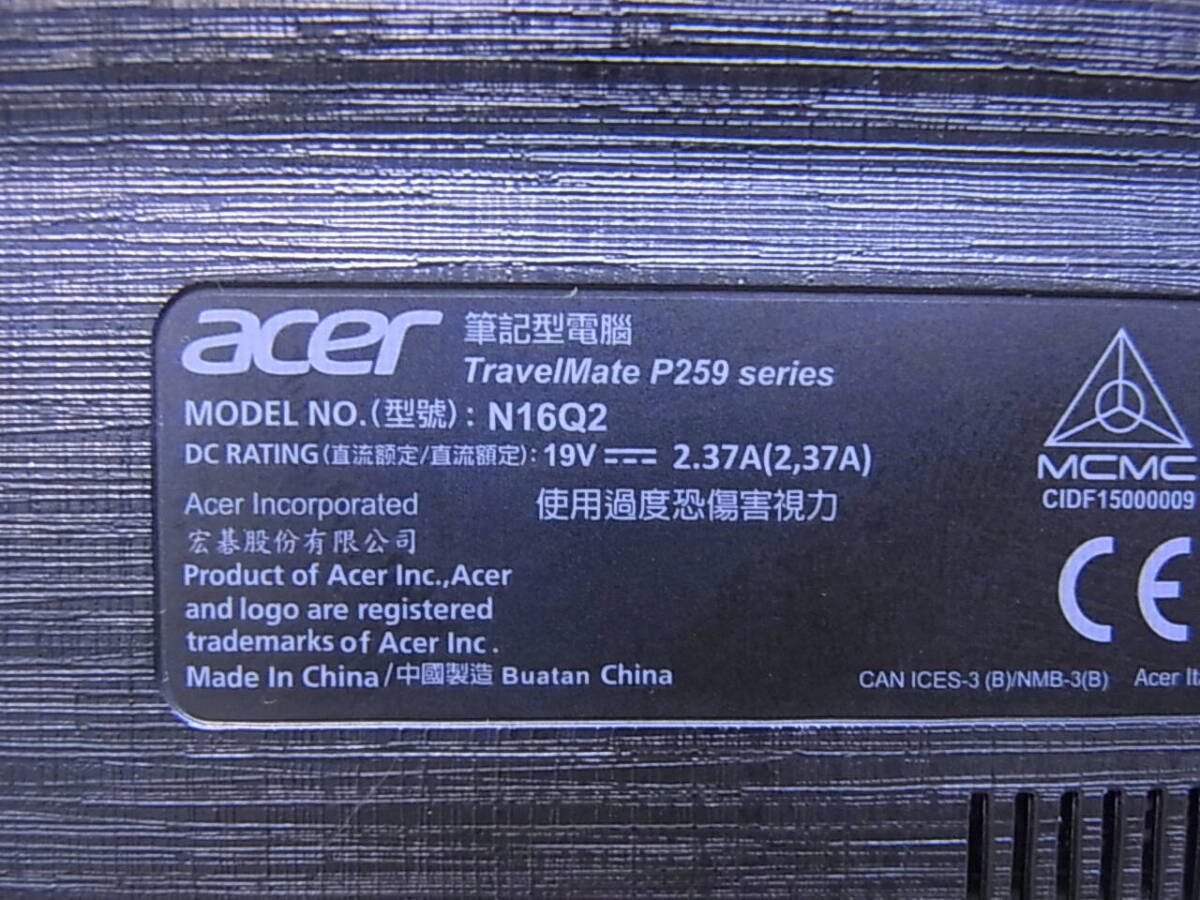 acer 筆記型電腦
TravelMate P259 series
MODEL NO.(型號): N16Q2
DC RATING(直流额定/直流額定): 19V ⎓ 2.37A(2,37A)
Acer Incorporated 使用過度恐傷害視力
宏碁股份有限公司
Product of Acer Inc.,Acer
and logo are registered
trademarks of Acer Inc .
Made In China/中國製造 Buatan China
MCMC
CIDF15000009
CE
CAN ICES-3 (B)/NMB-3(B) Acer